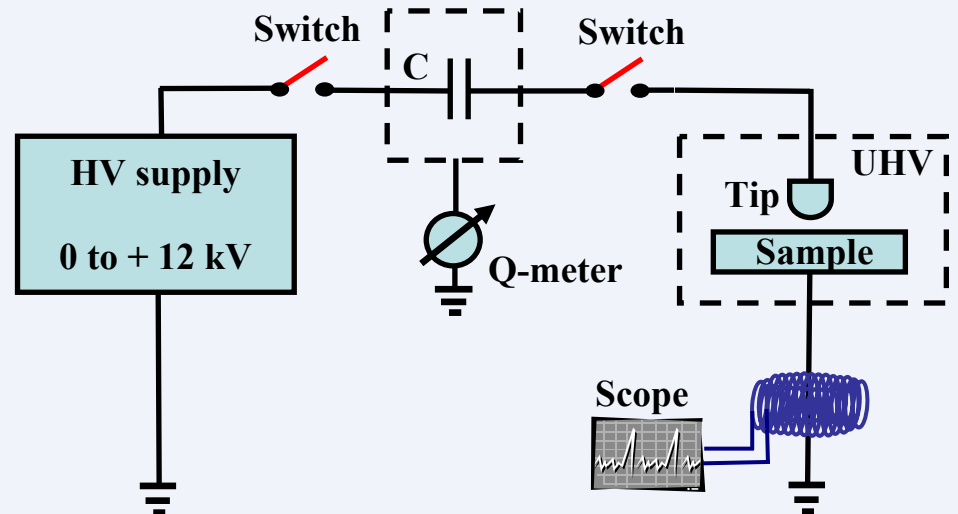 Switch
C
Switch
HV supply
0 to + 12 kV
UHV
Tip
Sample
Q-meter
Scope